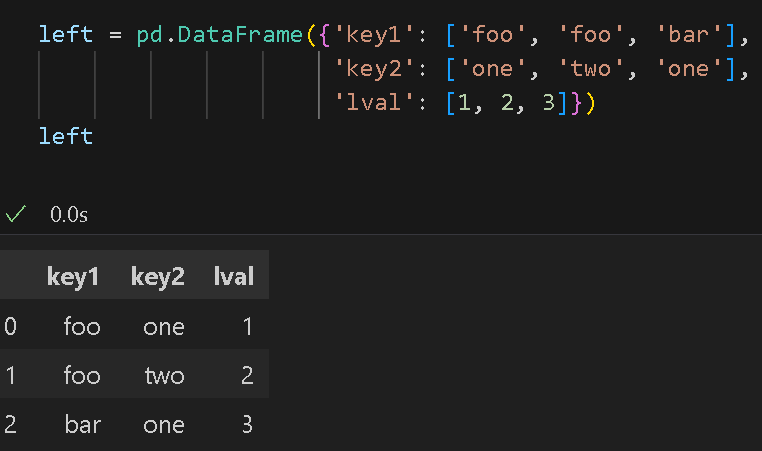 left = pd.DataFrame({'key1': ['foo', 'foo', 'bar'],
'key2': ['one', 'two', 'one'],
'lval': [1, 2, 3]})
left
0.0s
key1 key2 lval
0 foo one 1
1 foo two 2
2 bar one 3